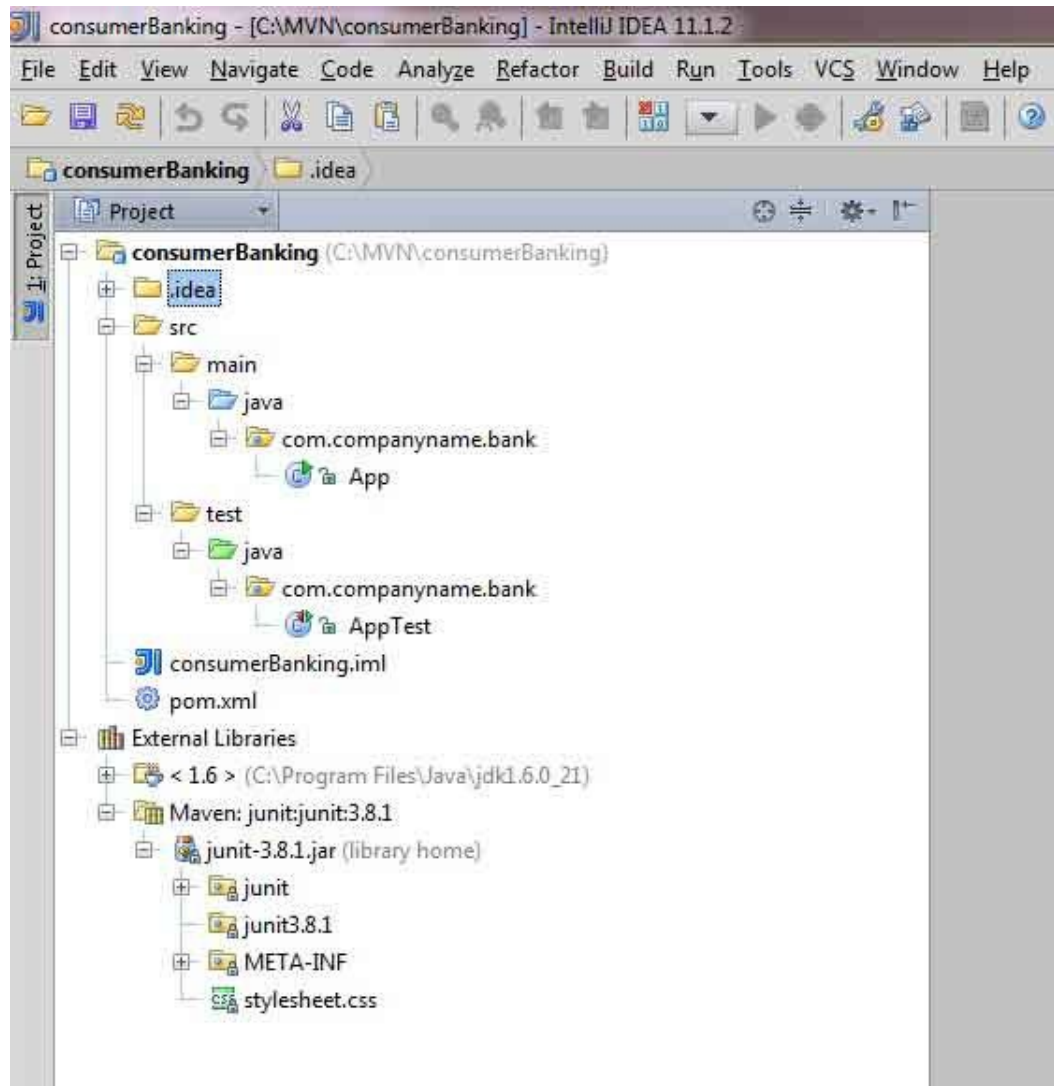 consumerBanking - [C:\MVN\consumerBanking] - IntelliJ IDEA 11.1.2
File Edit View Navigate Code Analyze Refactor Build Run Tools VCS Window Help
consumerBanking .idea
1: Project
Project
consumerBanking (C:\MVN\consumerBanking)
.idea
src
main
java
com.companyname.bank
App
test
java
com.companyname.bank
AppTest
consumerBanking.iml
pom.xml
External Libraries
< 1.6 > (C:\Program Files\Java\jdk1.6.0_21)
Maven: junit:junit:3.8.1
junit-3.8.1.jar (library home)
junit
junit3.8.1
META-INF
stylesheet.css